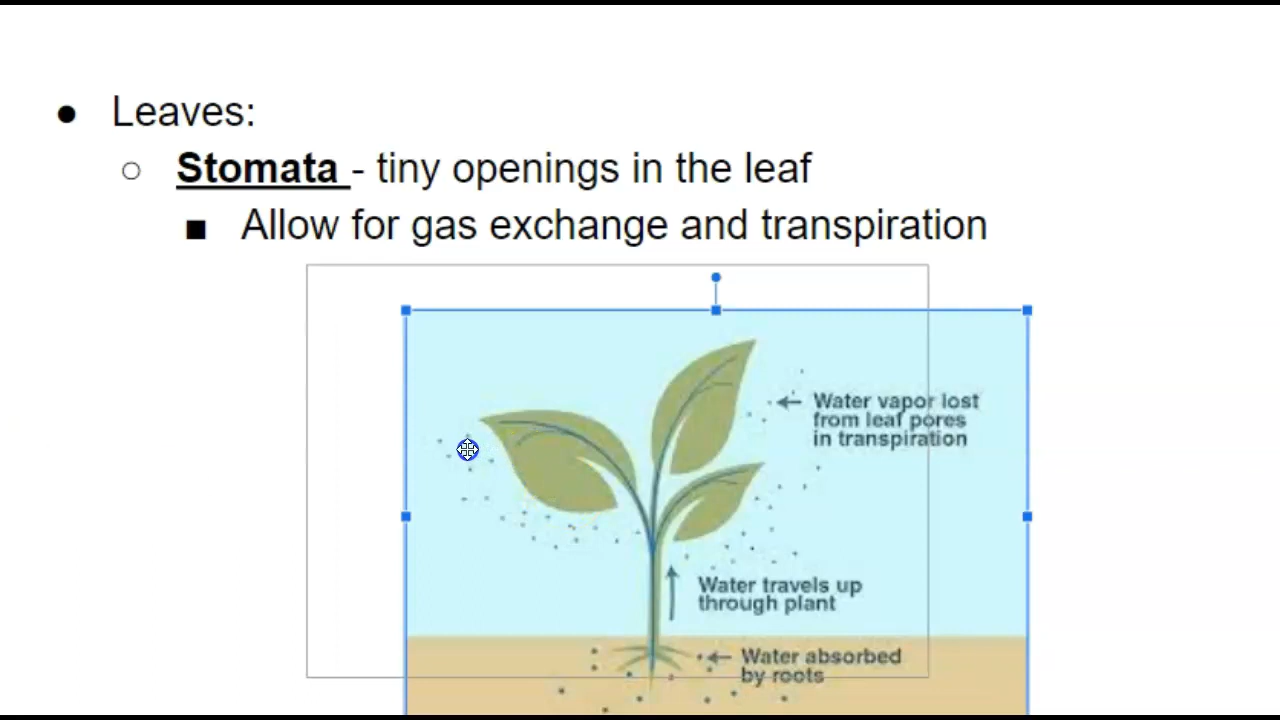 ● Leaves:
○ Stomata - tiny openings in the leaf
■ Allow for gas exchange and transpiration
Water vapor lost
from leaf pores
in transpiration
Water travels up
through plant
Water absorbed
by roots